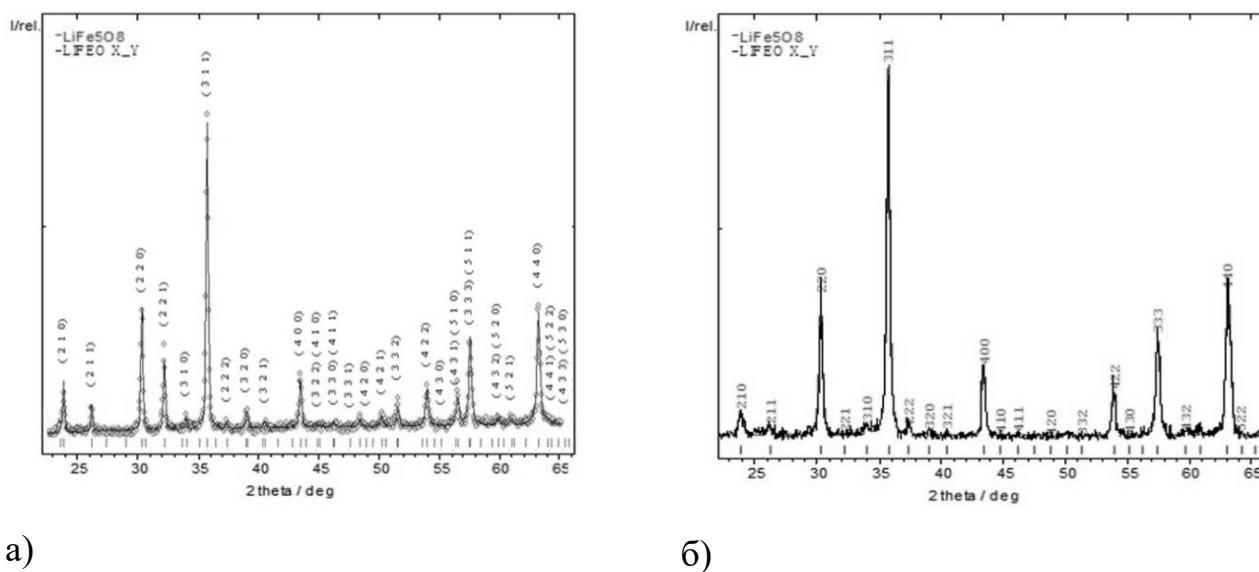 I/rel.
-LiFe5O8
-LIFEO X_Y
(2 1 0)
(2 1 1)
(2 2 0)
(2 2 1)
(3 1 0)
(3 1 1)
(2 2 2)
(3 2 0)
(3 2 1)
(4 0 0)
(3 2 2) (4 1 0)
(3 3 0) (4 1 1)
(3 3 1)
(4 2 0)
(4 2 1)
(3 3 2)
(4 2 2)
(4 3 0)
(4 3 1) (5 1 0)
(3 3 3) (5 1 1)
(4 3 2) (5 2 0)
(5 2 1)
(4 4 0)
(4 4 1) (5 2 2)
(4 3 3) (5 3 0)
25 30 35 40 45 50 55 60 65
2 theta / deg
а)
I/rel.
-LiFe5O8
-LIFEO X_Y
210
211
220
221
310
311
222
320
321
400
410
411
420
332
422
430
333
432
440
522
25 30 35 40 45 50 55 60 65
2 theta / deg
б)